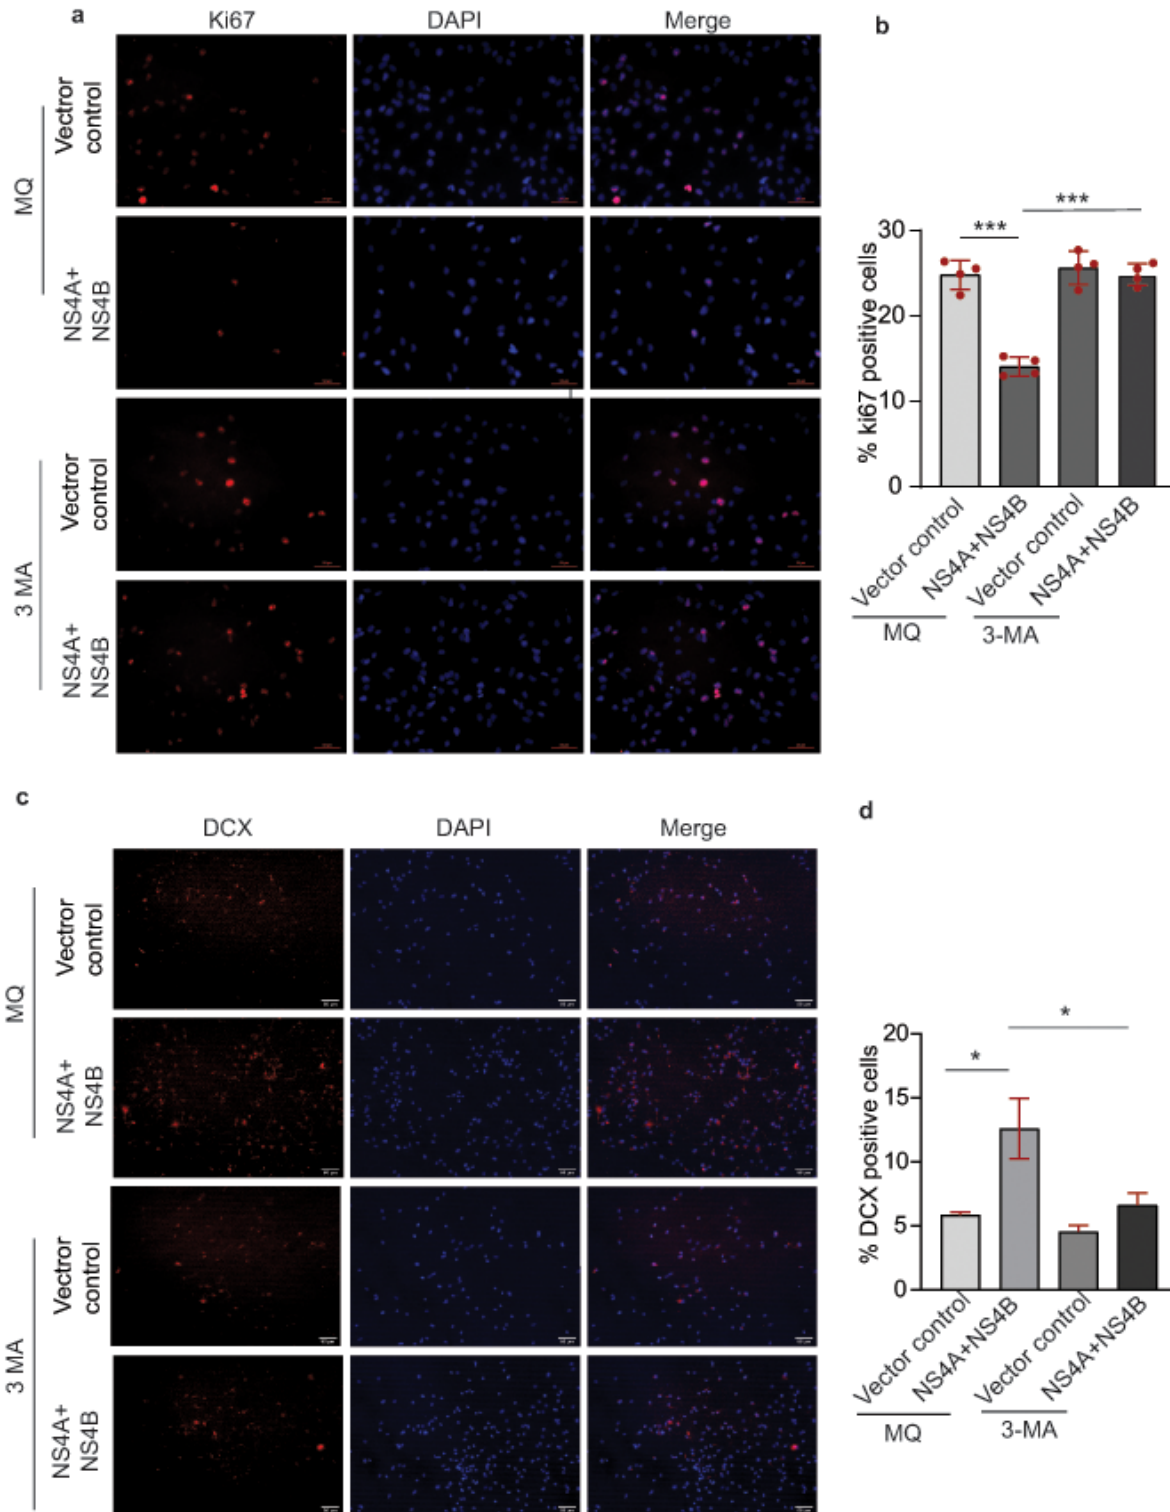 a
Ki67 DAPI Merge
MQ
Vectror control
NS4A+ NS4B
3 MA
Vectror control
NS4A+ NS4B
b
% ki67 positive cells
30
20
10
0
***
***
Vector control
NS4A+NS4B
Vector control
NS4A+NS4B
MQ
3-MA
c
DCX DAPI Merge
MQ
Vectror control
NS4A+ NS4B
3 MA
Vectror control
NS4A+ NS4B
d
% DCX positive cells
20
15
10
5
0
*
*
Vector control
NS4A+NS4B
Vector control
NS4A+NS4B
MQ
3-MA